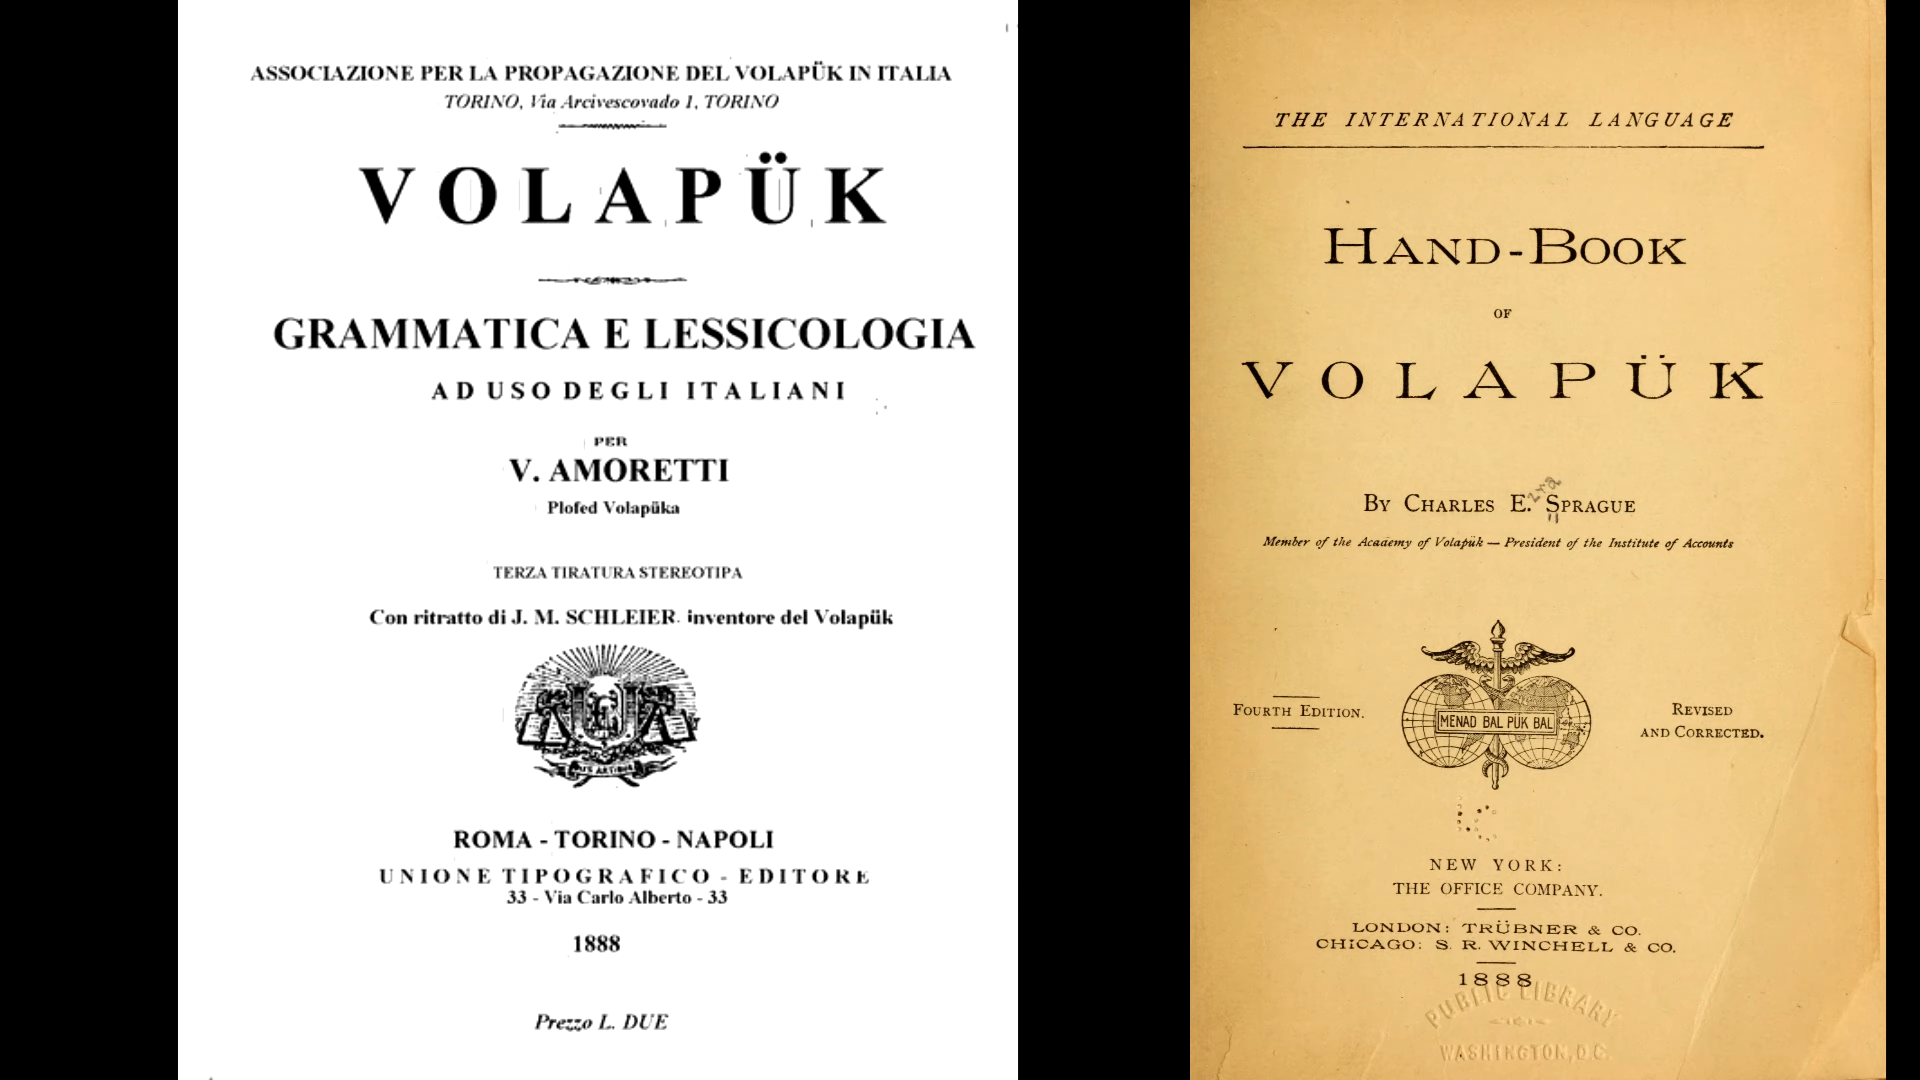 ASSOCIAZIONE PER LA PROPAGAZIONE DEL VOLAPÜK IN ITALIA
TORINO, Via Arcivescovado 1, TORINO
VOLAPÜK
GRAMMATICA E LESSICOLOGIA
AD USO DEGLI ITALIANI
PER
V. AMORETTI
Plofed Volapüka
TERZA TIRATURA STEREOTIPA
Con ritratto di J. M. SCHLEIER. inventore del Volapük
ROMA - TORINO - NAPOLI
UNIONE TIPOGRAFICO - EDITORE
33 - Via Carlo Alberto - 33
1888
Prezzo L. DUE
THE INTERNATIONAL LANGUAGE
HAND-BOOK
OF
VOLAPÜK
zra
BY CHARLES E. SPRAGUE
Member of the Academy of Volapük — President of the Institute of Accounts
FOURTH EDITION.
MENAD BAL PÜK BAL
REVISED
AND CORRECTED.
NEW YORK:
THE OFFICE COMPANY.
LONDON: TRÜBNER & CO.
CHICAGO: S. R. WINCHELL & CO.
1888
PUBLIC LIBRARY
WASHINGTON, D.C.